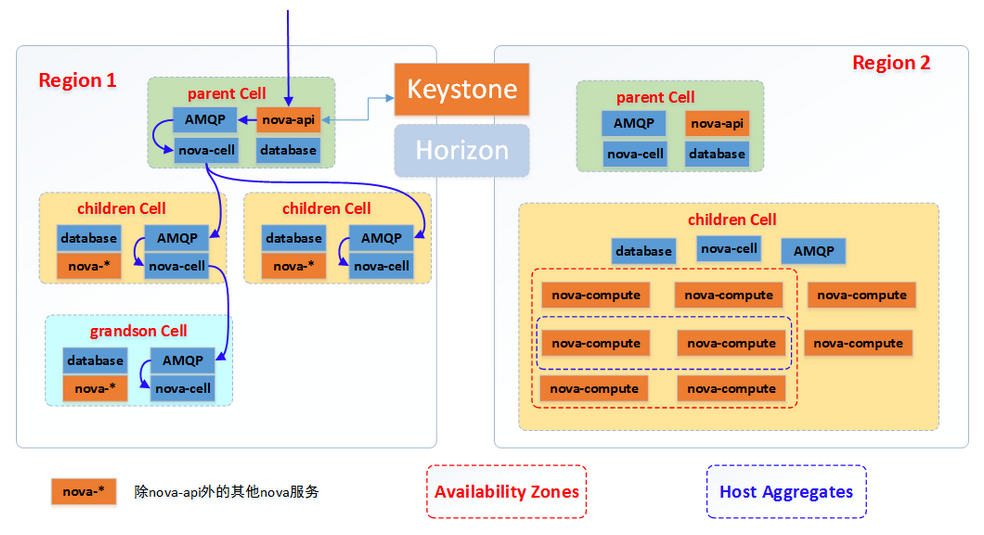 Region 1
parent Cell
AMQP
nova-api
nova-cell
database
children Cell
database
AMQP
nova-*
nova-cell
children Cell
database
AMQP
nova-*
nova-cell
grandson Cell
database
AMQP
nova-*
nova-cell
Keystone
Horizon
Region 2
parent Cell
AMQP
nova-api
nova-cell
database
children Cell
database
nova-cell
AMQP
nova-compute
nova-compute
nova-compute
nova-compute
nova-compute
nova-compute
nova-compute
nova-compute
nova-*
除nova-api外的其他nova服务
Availability Zones
Host Aggregates